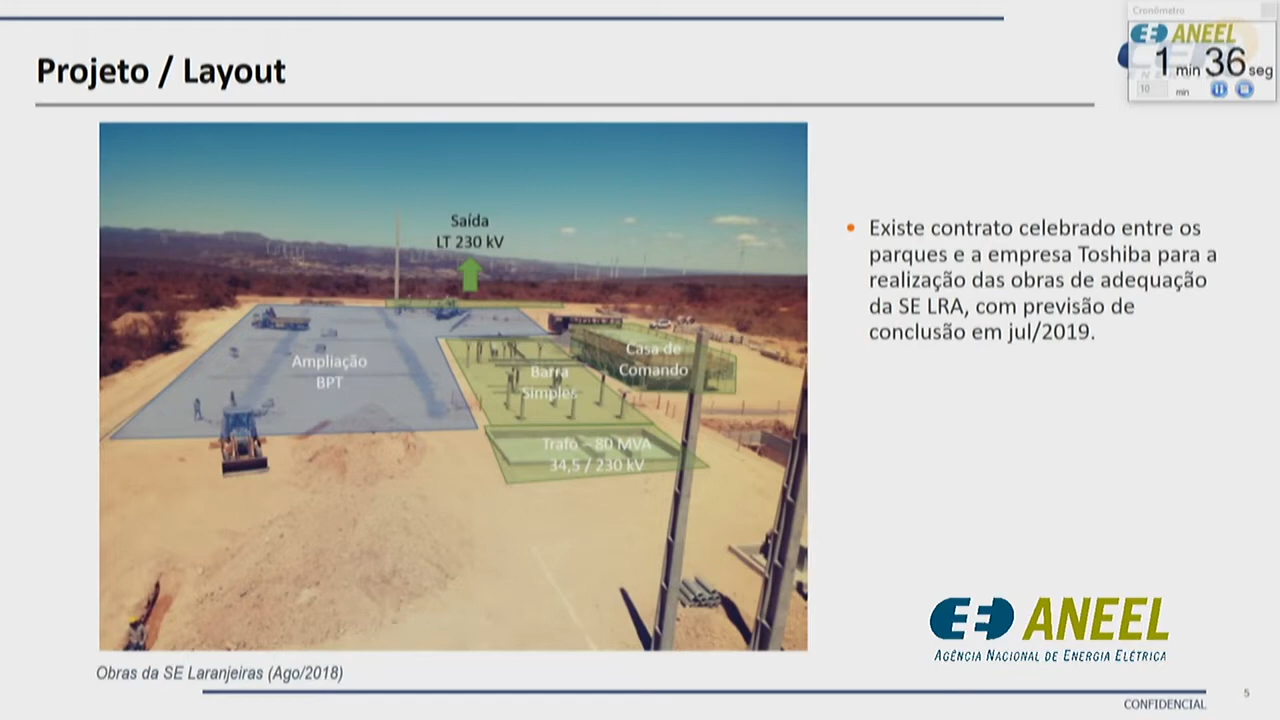 Cronômetro
ANEEL
1 min 36 seg
10 min
Projeto / Layout
Saída
LT 230 kV
Ampliação
BPT
Barra
Simples
Casa de
Comando
Trafo – 80 MVA
34,5 / 230 kV
• Existe contrato celebrado entre os
parques e a empresa Toshiba para a
realização das obras de adequação
da SE LRA, com previsão de
conclusão em jul/2019.
Obras da SE Laranjeiras (Ago/2018)
ANEEL
AGÊNCIA NACIONAL DE ENERGIA ELÉTRICA
CONFIDENCIAL
5